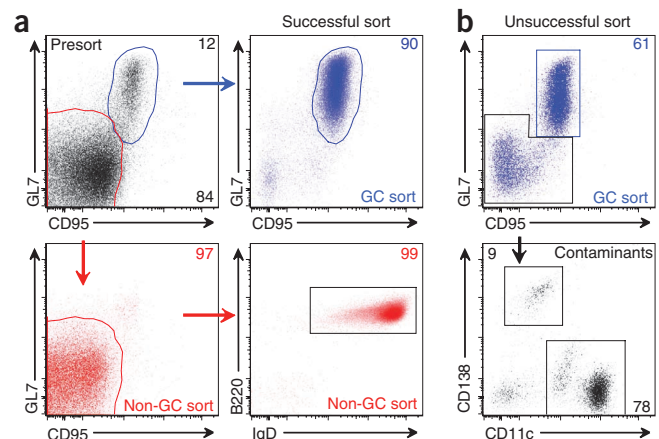 a
Successful sort
b
Unsuccessful sort
Presort
12
84
GL7
CD95
90
GC sort
GL7
CD95
61
GC sort
GL7
CD95
97
Non-GC sort
GL7
CD95
99
Non-GC sort
B220
IgD
9
Contaminants
78
CD138
CD11c